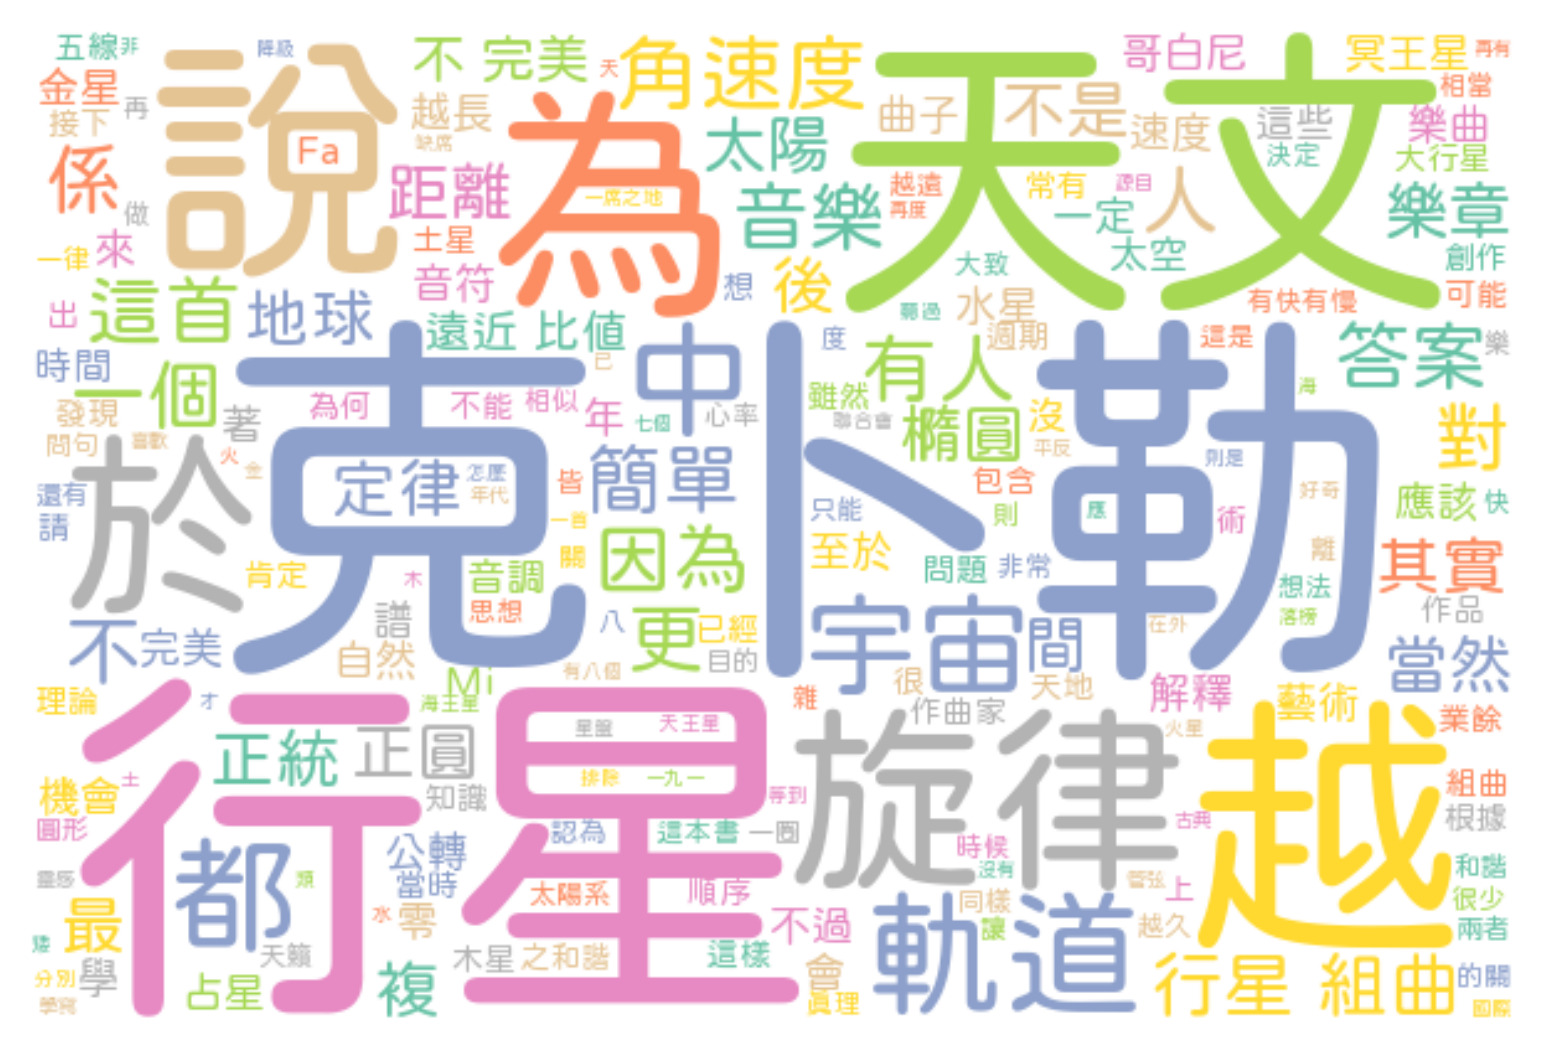 五線 非
降級
不 完美
天
角速度
天文
哥白尼
冥王星
再有
金星
再
說
Fa
越長
缺席
為
一席之地
太陽
曲子
不是
速度
這些
決定
相當
樂曲
大行星
接下
係
做
距離
音樂
越遠
再度
常有
一定
人
樂章
一律
來
土星
音符
想
後
大致
太空
創作
出
這首
地球
遠近 比值
聽過
水星
有快有慢
可能
時間
一個
克卜勒
已
中
度
有人
週期
這是
答案
樂
發現
著
為何
不能
相似
年
七個
心率
雖然
聯合會
橢圓
沒
平反
海
對
問句
喜歡
火
金
於
定律
怎麼
年代
皆
簡單
包含
則是
好奇
還有
請
一首
只能
則
應
術
應該
快
肯定
木
音調
關
因為
至於
問題
非常
離
想法
其實
譜
思想
八
更
已經
目的
宇宙
間
在外
落榜
作品
不
完美
自然
Mi
有八個
很
天地
解釋
當然
理論
才
海王星
行星
星盤
天王星
雜
作曲家
火星
藝術
業餘
正統
正圓
排除
一九一
等到
旋律
越
機會
土
知識
組曲
圓形
公轉
認為
這本書
一圈
時候
古典
根據
靈感
都
類
當時
太陽系
順序
沒有
管弦
上
和諧
很少
最
水
零
不過
同樣
讓
軌道
越久
兩者
矮
分別
學
天籟
木星
之和諧
這樣
會
學寫
占星
複
真理
行星 組曲
的關
國際